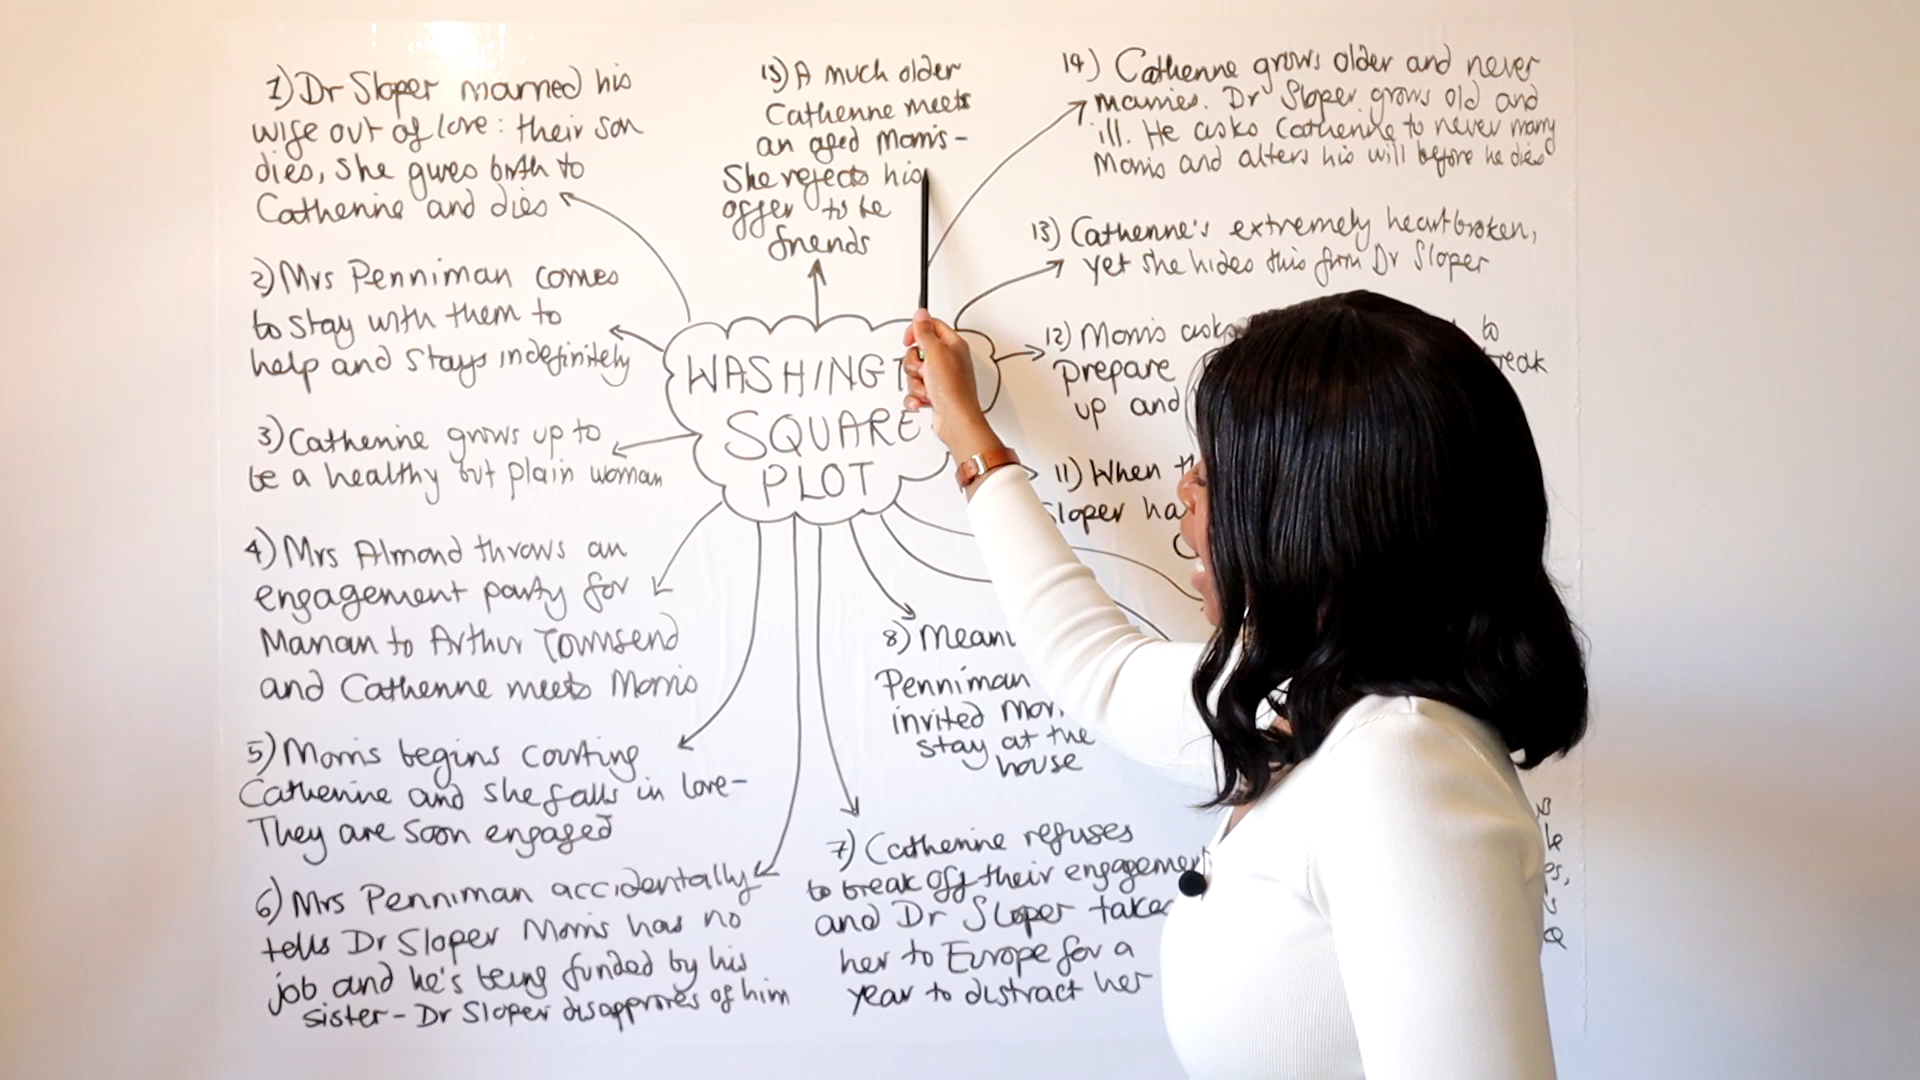 1) Dr Sloper married his
wife out of love: their son
dies, she gives birth to
Catherine and dies
2) Mrs Penniman comes
to stay with them to
help and stays indefinitely
3) Catherine grows up to
be a healthy but plain woman
4) Mrs Almond throws an
engagement party for
Marian to Arthur Townsend
and Catherine meets Morris
5) Morris begins courting
Catherine and she falls in love-
They are soon engaged
6) Mrs Penniman accidentally
tells Dr Sloper Morris has no
job and he's being funded by his
sister - Dr Sloper disapproves of him
WASHINGT
SQUARE
PLOT
7) Catherine refuses
to break off their engagemen
and Dr Sloper takes
her to Europe for a
year to distract her
8)
Penniman
invited
stay at the
house
11) When
Sloper ha
12) Morris asks
to
prepare
up and
13) Catherine's extremely heartbroken,
yet she hides this from Dr Sloper
14) Catherine grows older and never
marries. Dr Sloper grows old and
ill. He asks Catherine to never marry
Morris and alters his will before he dies
15) A much older
Catherine meets
an aged Morris -
She rejects his
offer to be
friends